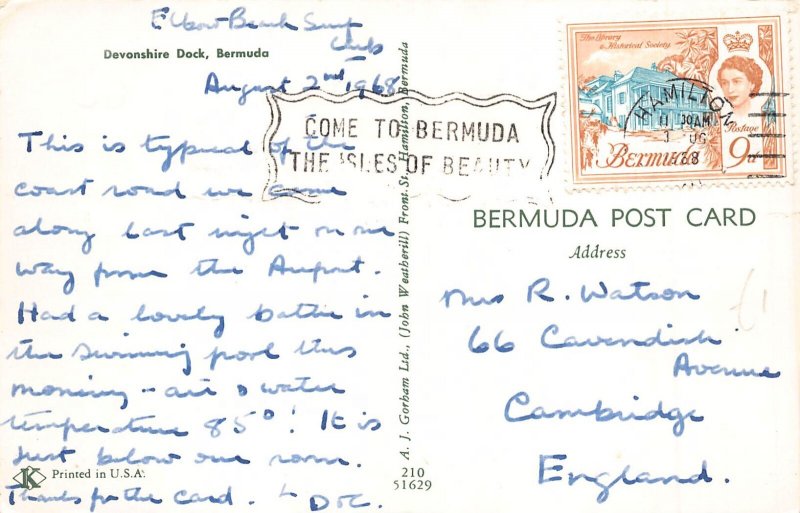 Elbow Beach Surf
Club
Devonshire Dock, Bermuda
August 2nd 1968
This is typical of the
coast road we came
along last night on our
way from the Airport.
Had a lovely bathe in
the swimming pool this
morning - air & water
temperature 85°! It is
just below our room.
Thanks for the card. L Doc.
K Printed in U.S.A.
A. J. Gorham Ltd., (John Weatherill) Front St., Hamilton, Bermuda
210
51629
COME TO BERMUDA
THE ISLES OF BEAUTY
The Library
& Historical Society
HAMILTON
AM
68
Postage
Bermuda 9D
BERMUDA POST CARD
Address
Mrs R. Watson
66 Cavendish
Avenue
Cambridge
England.
£1